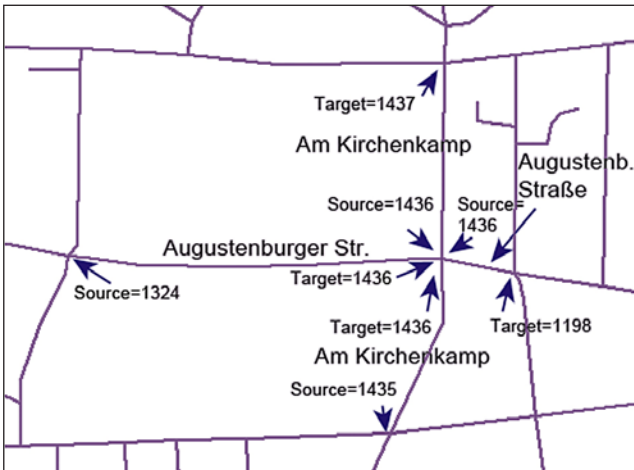 Target=1437
Am Kirchenkamp
Augustenb.
Straße
Source=1436
Source=
1436
Augustenburger Str.
Target=1436
Source=1324
Target=1436
Target=1198
Am Kirchenkamp
Source=1435